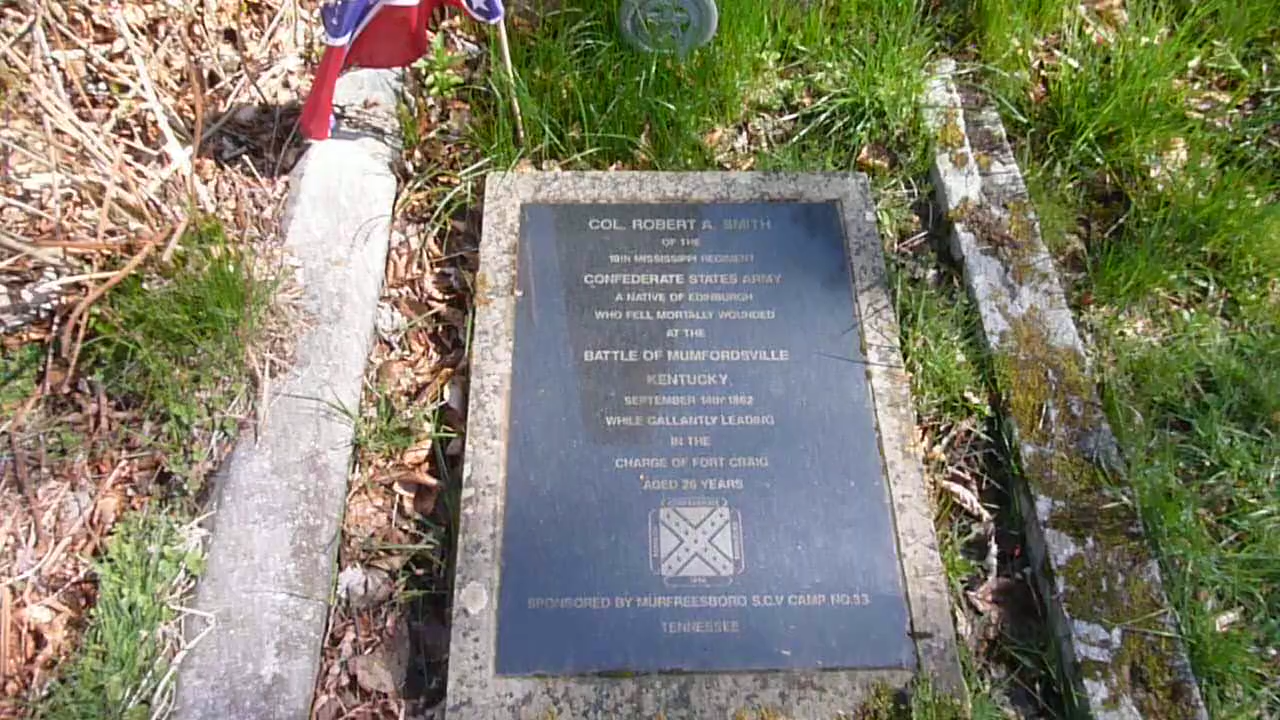 COL. ROBERT A. SMITH
OF THE
10TH MISSISSIPPI REGIMENT
CONFEDERATE STATES ARMY
A NATIVE OF EDINBURGH
WHO FELL MORTALLY WOUNDED
AT THE
BATTLE OF MUMFORDSVILLE
KENTUCKY,
SEPTEMBER 14TH 1862
WHILE GALLANTLY LEADING
IN THE
CHARGE OF FORT CRAIG
AGED 26 YEARS
SPONSORED BY MURFREESBORO S.C.V CAMP NO.33
TENNESSEE